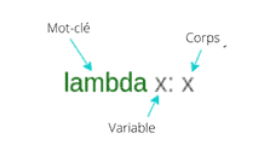 Mot-clé
Corps
lambda x: x
Variable